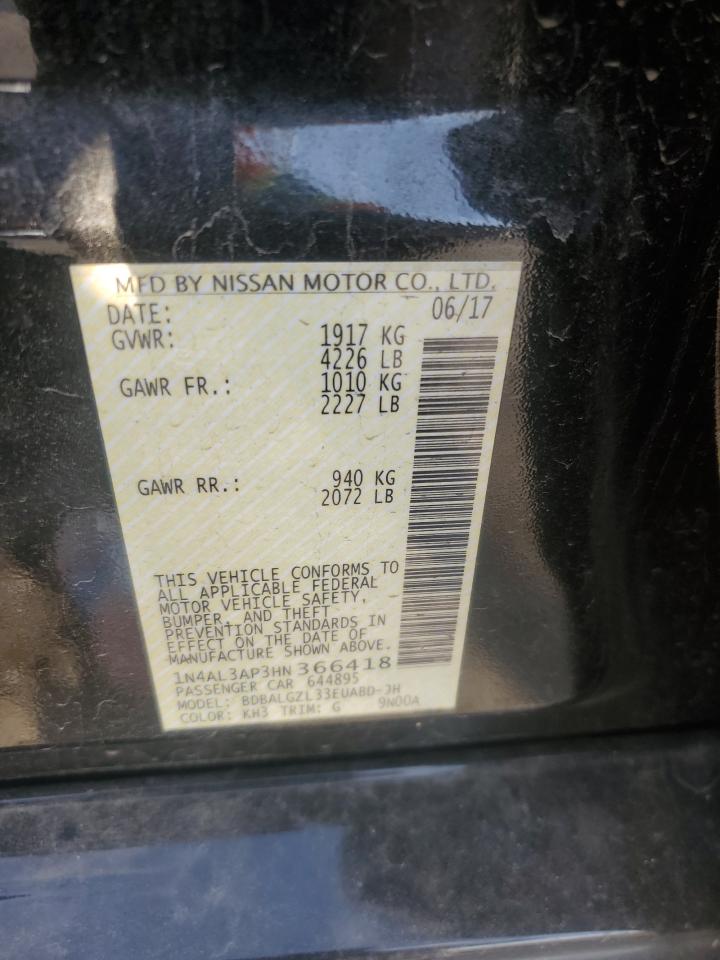 MFD BY NISSAN MOTOR CO., LTD.
DATE: 06/17
GVWR: 1917 KG
4226 LB
GAWR FR.: 1010 KG
2227 LB
GAWR RR.: 940 KG
2072 LB
THIS VEHICLE CONFORMS TO
ALL APPLICABLE FEDERAL
MOTOR VEHICLE SAFETY,
BUMPER, AND THEFT
PREVENTION STANDARDS IN
EFFECT ON THE DATE OF
MANUFACTURE SHOWN ABOVE.
1N4AL3AP3HN366418
PASSENGER CAR 644895
MODEL: BDBALGZL33EUABD-JH
COLOR: KH3 TRIM: G 9N00A